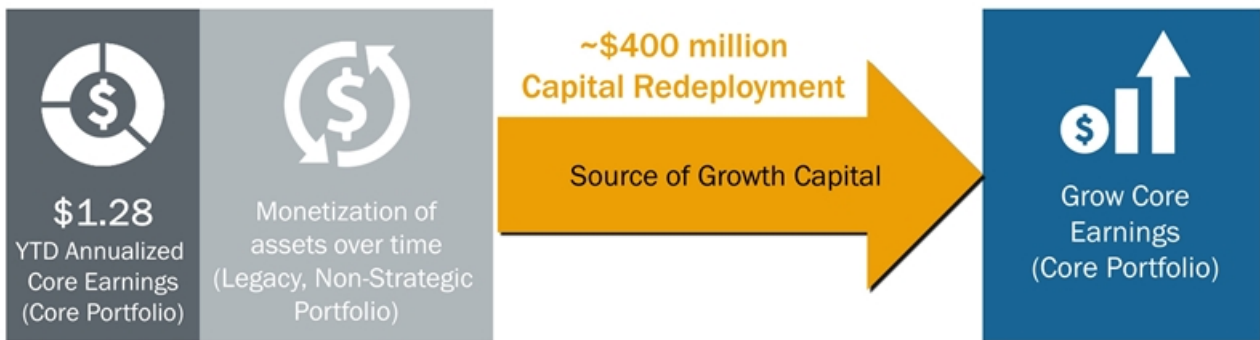 $
$1.28
YTD Annualized
Core Earnings
(Core Portfolio)
$
Monetization of
assets over time
(Legacy, Non-Strategic
Portfolio)
~$400 million
Capital Redeployment
Source of Growth Capital
$
Grow Core
Earnings
(Core Portfolio)